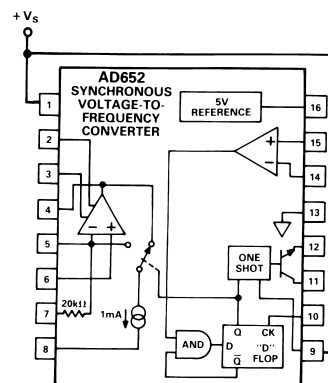 +VS
AD652
SYNCHRONOUS
VOLTAGE-TO-
FREQUENCY
CONVERTER
5V
REFERENCE
1
2
3
4
5
6
7
8
16
15
14
13
12
11
10
9
+
−
−
+
20kΩ
1mA
ONE
SHOT
AND
Q
CK
D
"D"
Q
FLOP